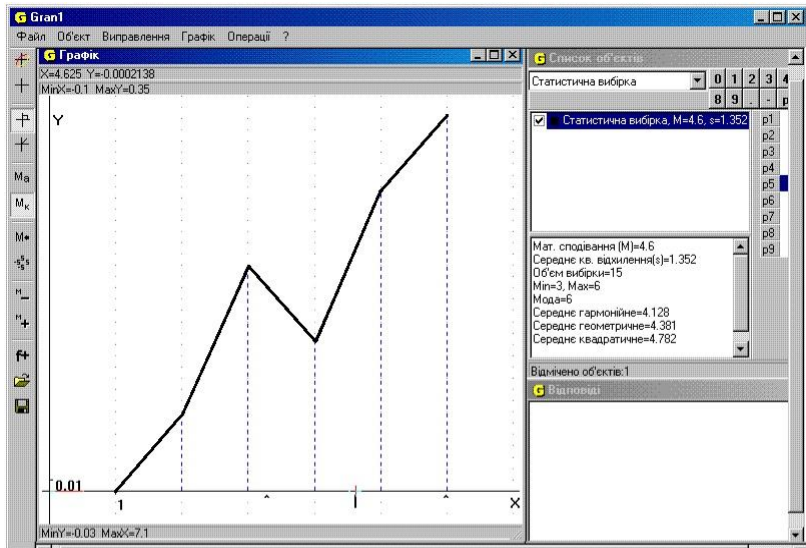 Gran1
Файл Об'єкт Виправлення Графік Операції ?
Графік
X=4.625 Y=-0.0002138
MinX=-0.1 MaxY=0.35
Y
0.01
1
X
MinY=-0.03 MaxX=7.1
Ma
Mк
M
M
M+
f+
Список об'єктів
Статистична вибірка
0 1 2 3 4
8 9 . - p
Статистична вибірка, M=4.6, s=1.352
p1
p2
p3
p4
p5
p6
p7
p8
p9
Мат. сподівання (M)=4.6
Середнє кв. відхилення(s)=1.352
Об'єм вибірки=15
Min=3, Max=6
Мода=6
Середнє гармонійне=4.128
Середнє геометричне=4.381
Середнє квадратичне=4.782
Відмічено об'єктів:1
Відповіді